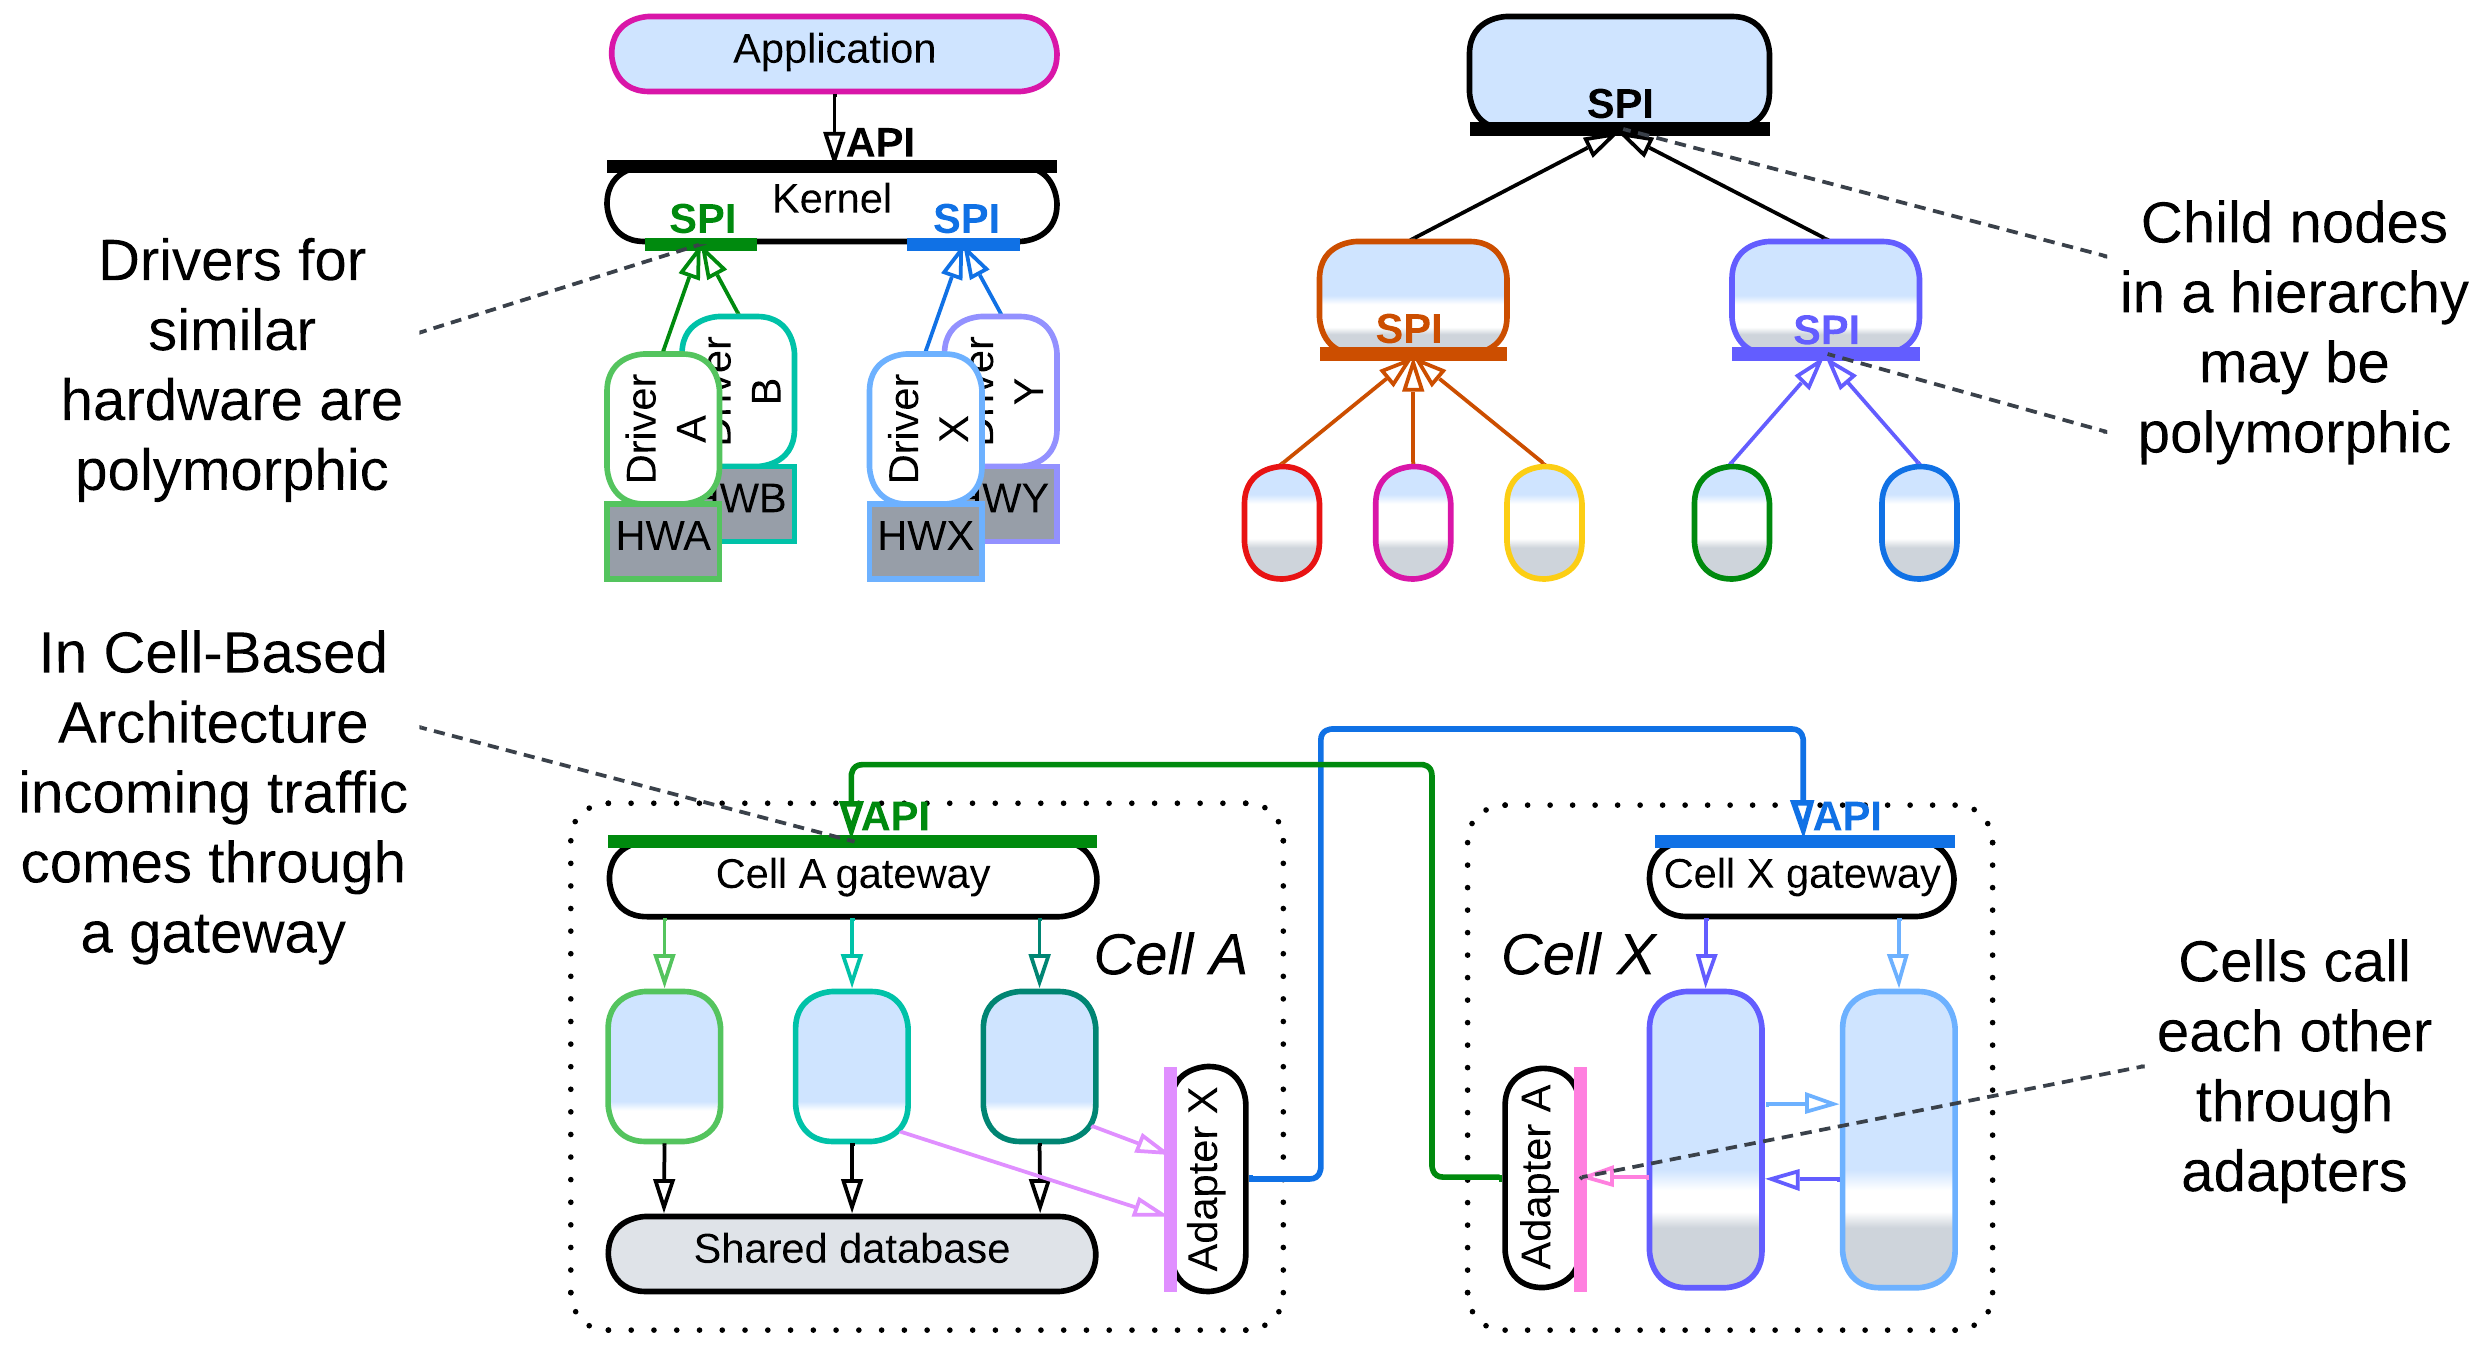 Application
API
Kernel
SPI
SPI
Driver
A
Driver
B
Driver
X
Driver
Y
HWA
HWB
HWX
HWY
Drivers for
similar
hardware are
polymorphic
SPI
SPI
SPI
Child nodes
in a hierarchy
may be
polymorphic
In Cell-Based
Architecture
incoming traffic
comes through
a gateway
API
Cell A gateway
Cell A
Shared database
Adapter X
API
Cell X gateway
Cell X
Adapter A
Cells call
each other
through
adapters